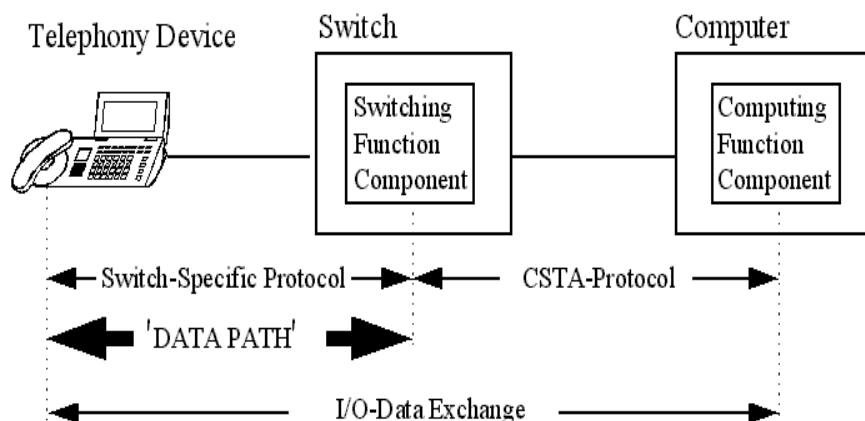 Telephony Device
Switch
Computer
Switching
Function
Component
Computing
Function
Component
Switch-Specific Protocol
CSTA-Protocol
'DATA PATH'
I/O-Data Exchange